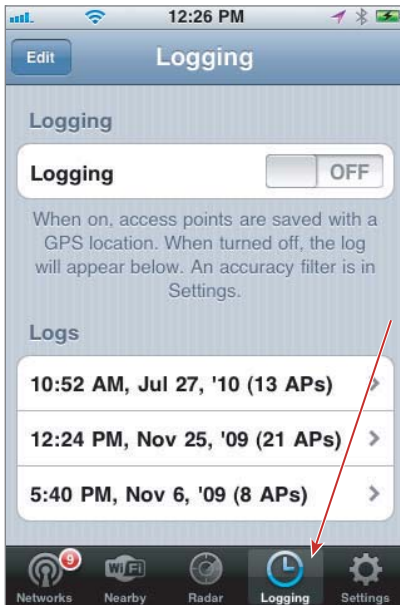 12:26 PM
Edit
Logging
Logging
Logging OFF
When on, access points are saved with a
GPS location. When turned off, the log
will appear below. An accuracy filter is in
Settings.
Logs
10:52 AM, Jul 27, '10 (13 APs)
12:24 PM, Nov 25, '09 (21 APs)
5:40 PM, Nov 6, '09 (8 APs)
9
WiFi
Networks Nearby Radar Logging Settings